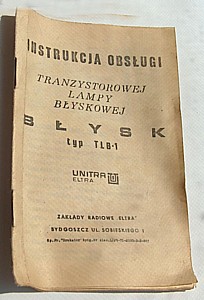 INSTRUKCJA OBSŁUGI
TRANZYSTOROWEJ
LAMPY
BŁYSKOWEJ
BŁYSK
typ TLB-1
UNITRA
ELTRA
ZAKŁADY RADIOWE ELTRA"
BYDGOSZCZ UL. SOBIESKIEGO 1